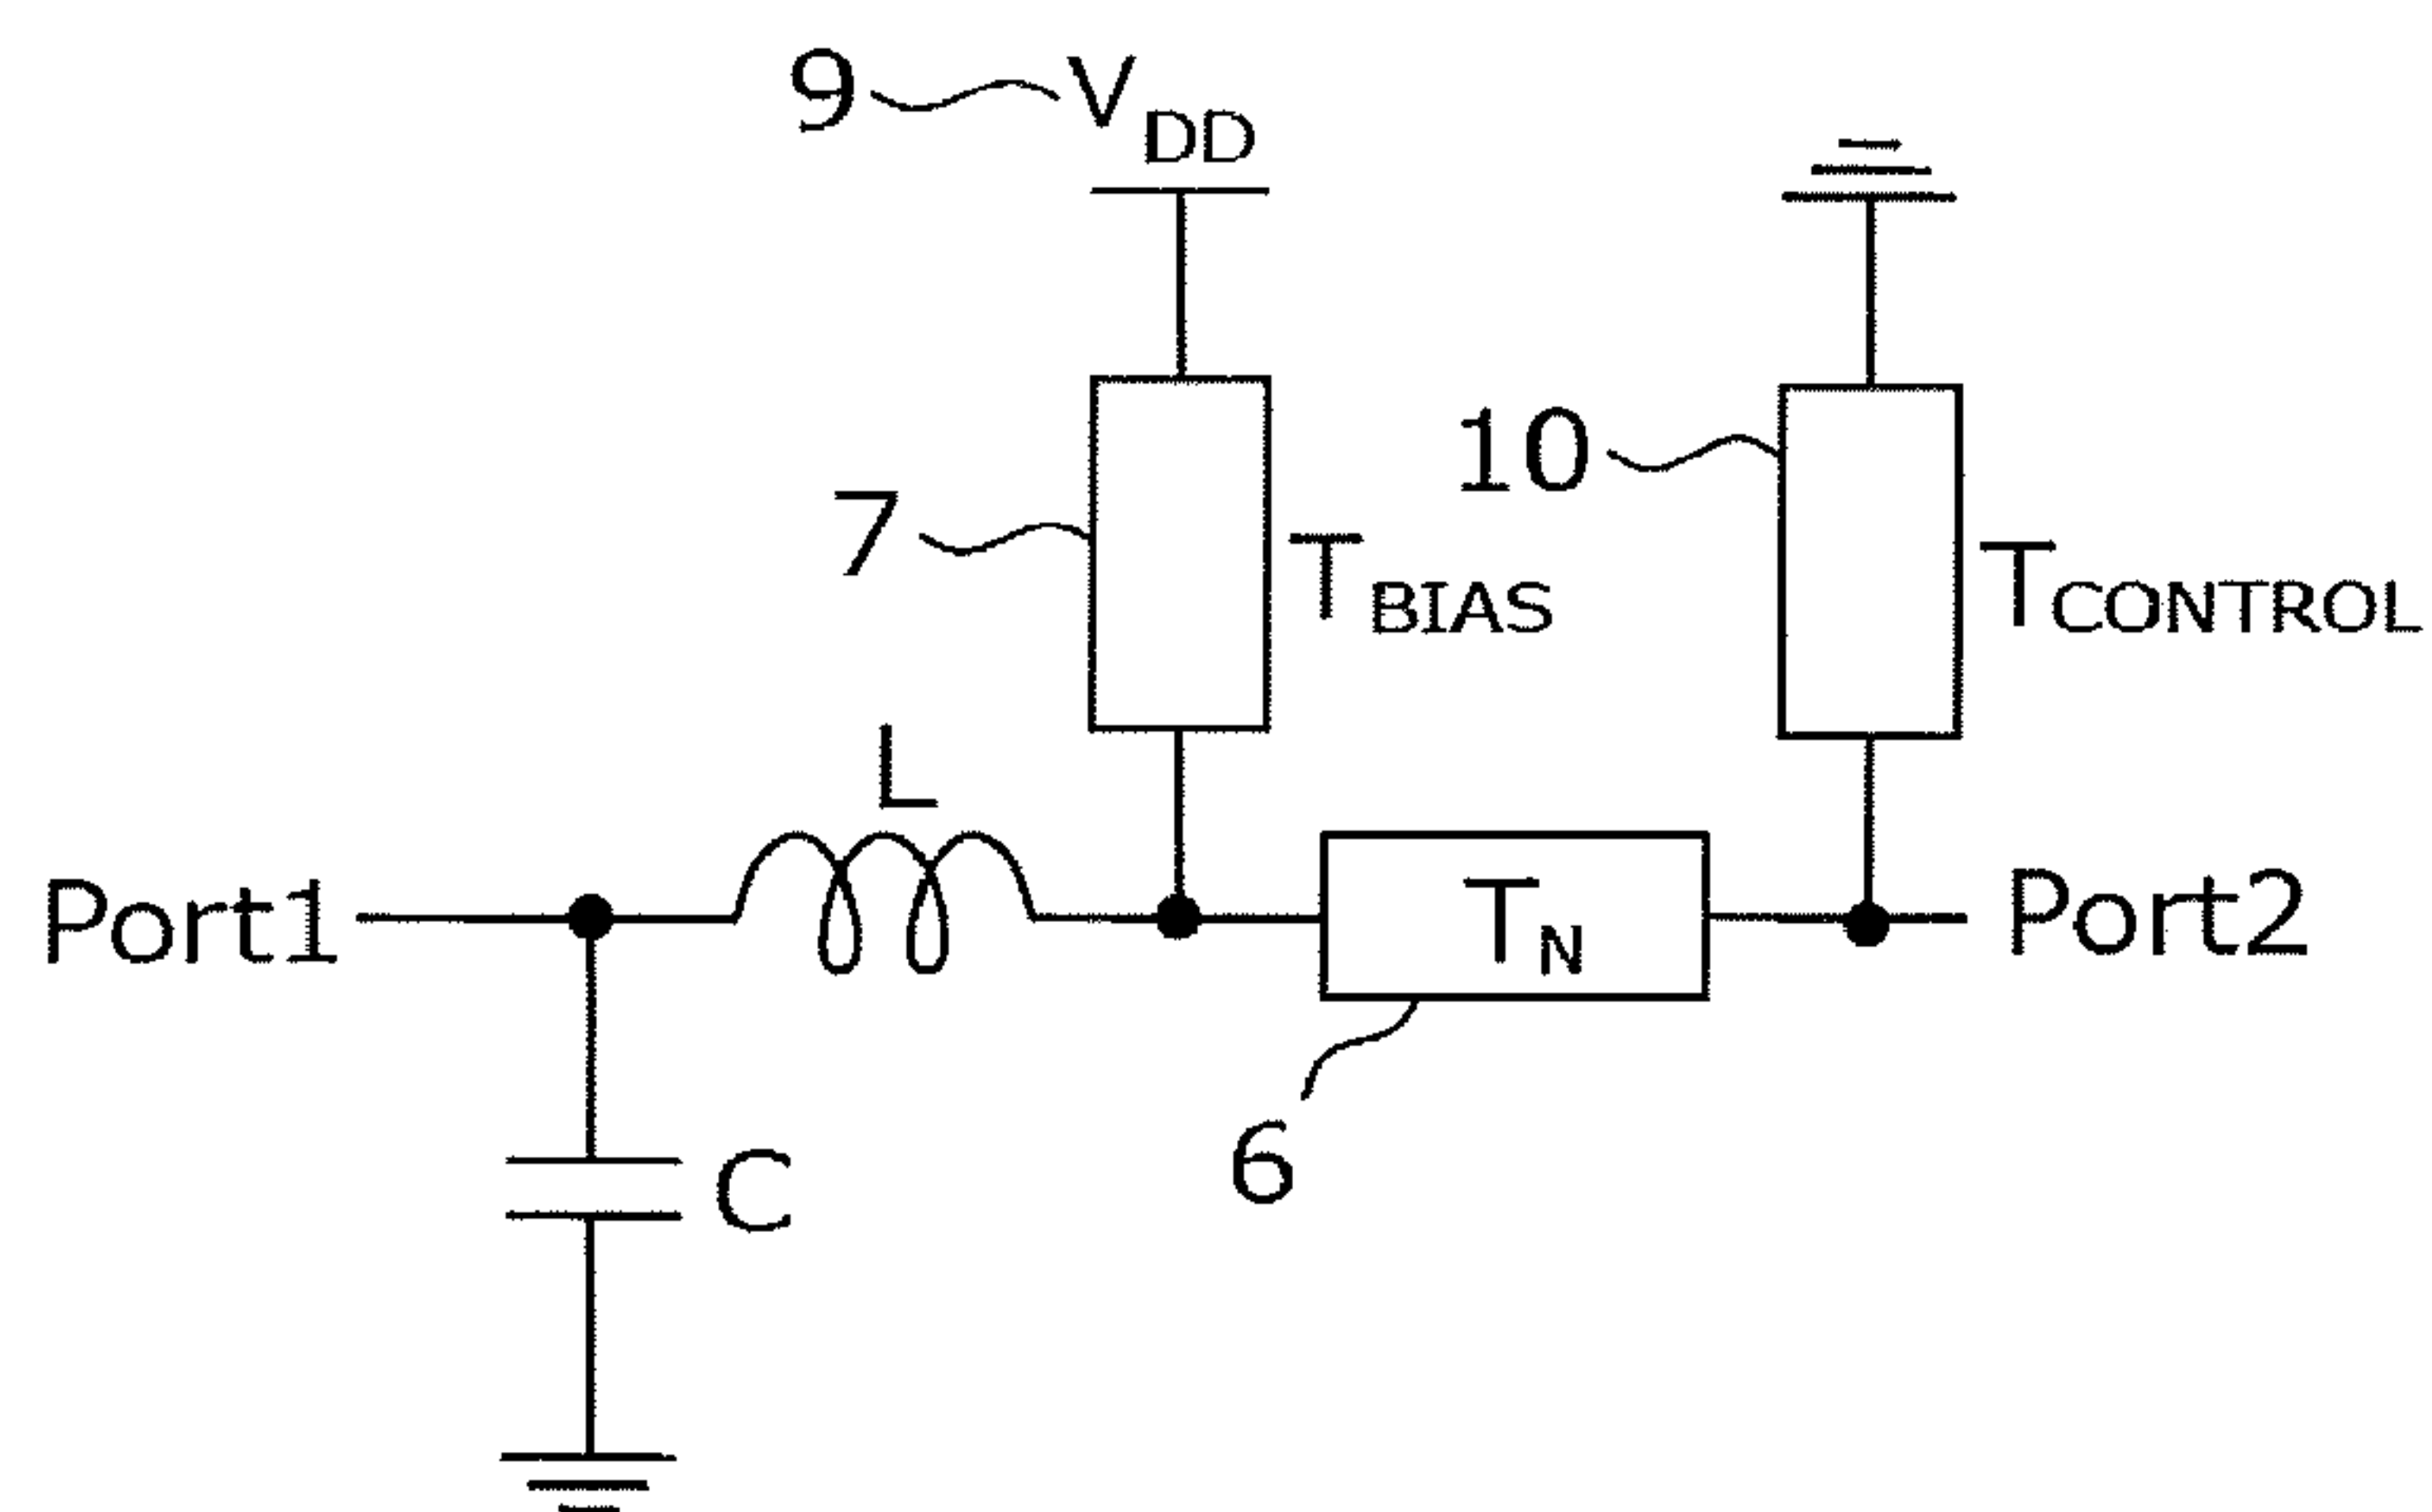 9 VDD
10
7 TBIAS
TCONTROL
L
Port1
TN
Port2
C
6